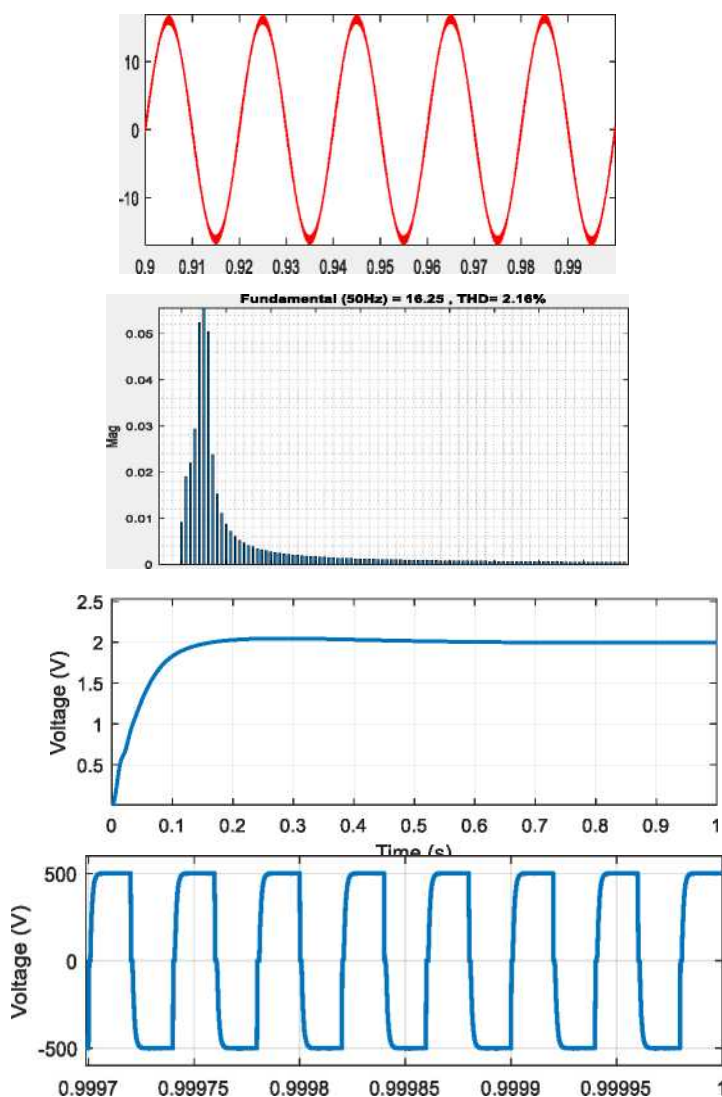 10
0
-10
0.9 0.91 0.92 0.93 0.94 0.95 0.96 0.97 0.98 0.99
Fundamental (50Hz) = 16.25 , THD= 2.16%
0.05
0.04
0.03
0.02
0.01
0
Mag
2.5
2
1.5
1
0.5
Voltage (V)
0 0.1 0.2 0.3 0.4 0.5 0.6 0.7 0.8 0.9 1
Time (s)
500
0
-500
Voltage (V)
0.9997 0.99975 0.9998 0.99985 0.9999 0.99995 1